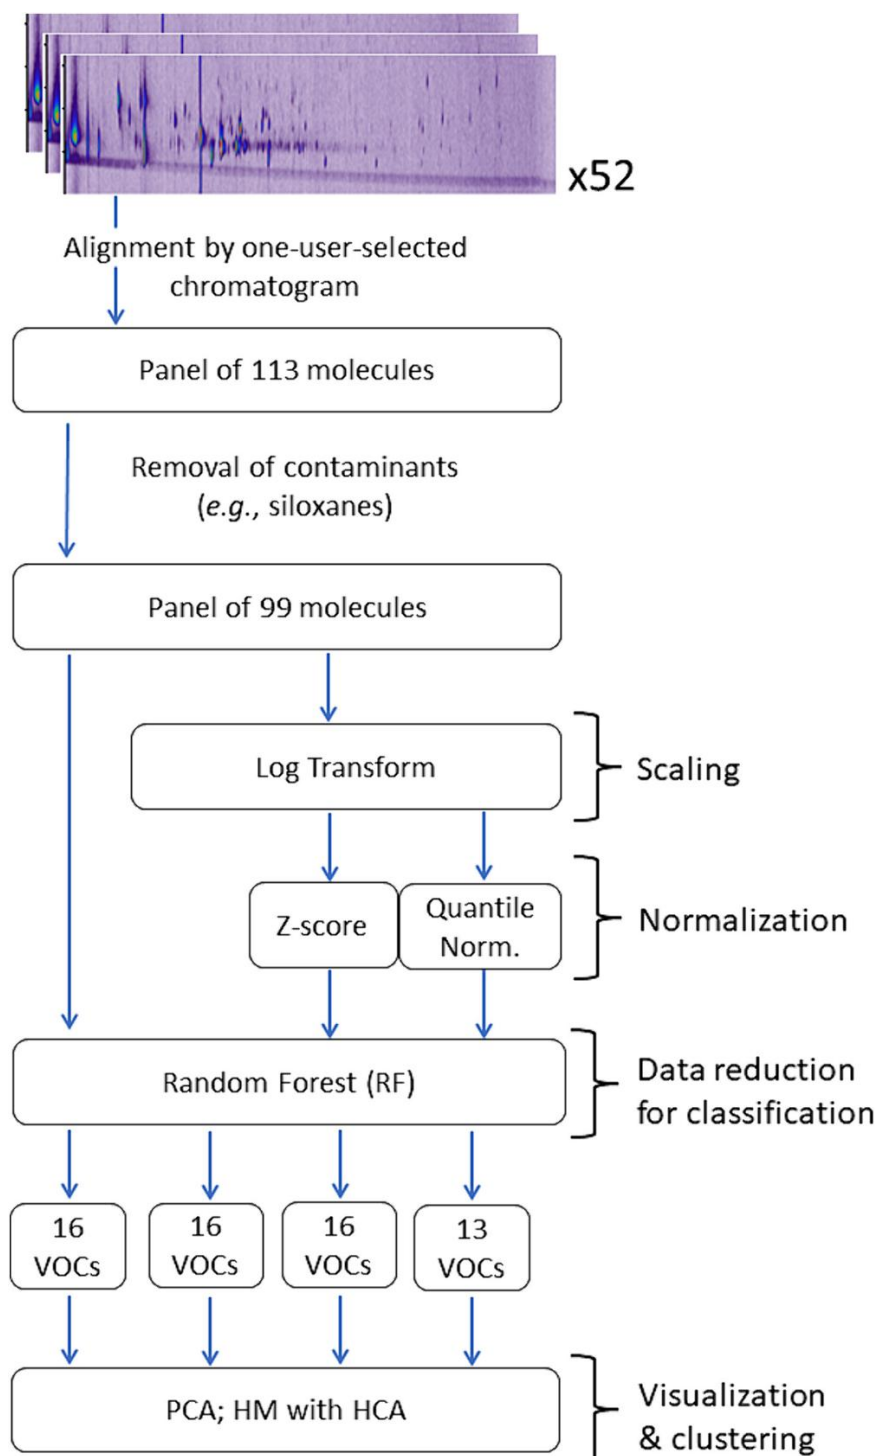 x52
Alignment by one-user-selected
chromatogram
Panel of 113 molecules
Removal of contaminants
(e.g., siloxanes)
Panel of 99 molecules
Log Transform
Scaling
Z-score
Quantile
Norm.
Normalization
Random Forest (RF)
Data reduction
for classification
16
VOCs
16
VOCs
16
VOCs
13
VOCs
PCA; HM with HCA
Visualization
& clustering